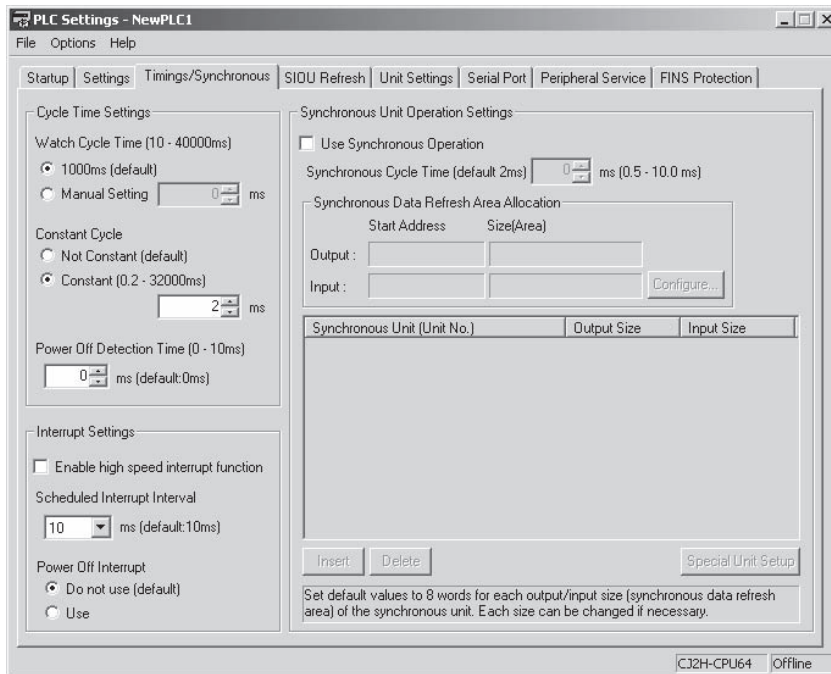 PLC Settings - NewPLC1
File Options Help
Startup Settings Timings/Synchronous SIOU Refresh Unit Settings Serial Port Peripheral Service FINS Protection
Cycle Time Settings
Watch Cycle Time (10 - 40000ms)
1000ms (default)
Manual Setting 0 ms
Constant Cycle
Not Constant (default)
Constant (0.2 - 32000ms)
2 ms
Power Off Detection Time (0 - 10ms)
0 ms (default:0ms)
Interrupt Settings
Enable high speed interrupt function
Scheduled Interrupt Interval
10 ms (default:10ms)
Power Off Interrupt
Do not use (default)
Use
Synchronous Unit Operation Settings
Use Synchronous Operation
Synchronous Cycle Time (default 2ms) 0 ms (0.5 - 10.0 ms)
Synchronous Data Refresh Area Allocation
Start Address Size(Area)
Output :
Input : Configure...
Synchronous Unit (Unit No.) Output Size Input Size
Insert Delete Special Unit Setup
Set default values to 8 words for each output/input size (synchronous data refresh
area) of the synchronous unit. Each size can be changed if necessary.
CJ2H-CPU64 Offline